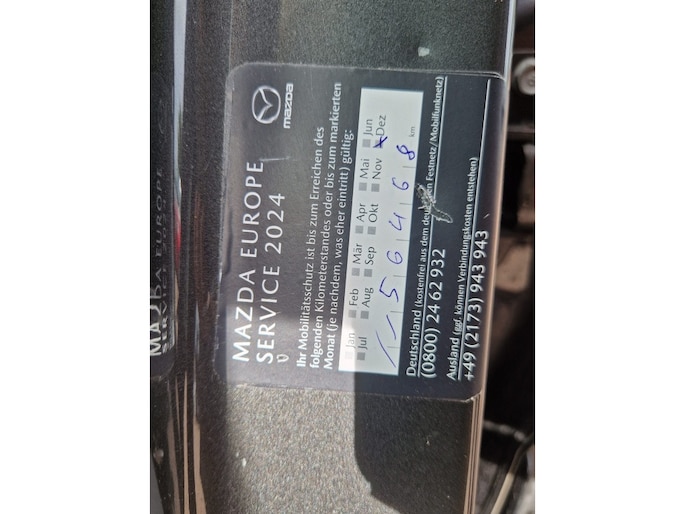 mazda
MAZDA EUROPE
SERVICE 2024
Ihr Mobilitätsschutz ist bis zum Erreichen des
folgenden Kilometerstandes oder bis zum markierten
Monat (je nachdem, was eher eintritt) gültig:
Jan Feb Mär Apr Mai Jun
Jul Aug Sep Okt Nov Dez
56468 km
Deutschland (kostenfrei aus dem deutschen Festnetz/Mobilfunknetz)
(0800) 24 62 932
Ausland (ggf. können Verbindungskosten entstehen)
+49 (2173) 943 943